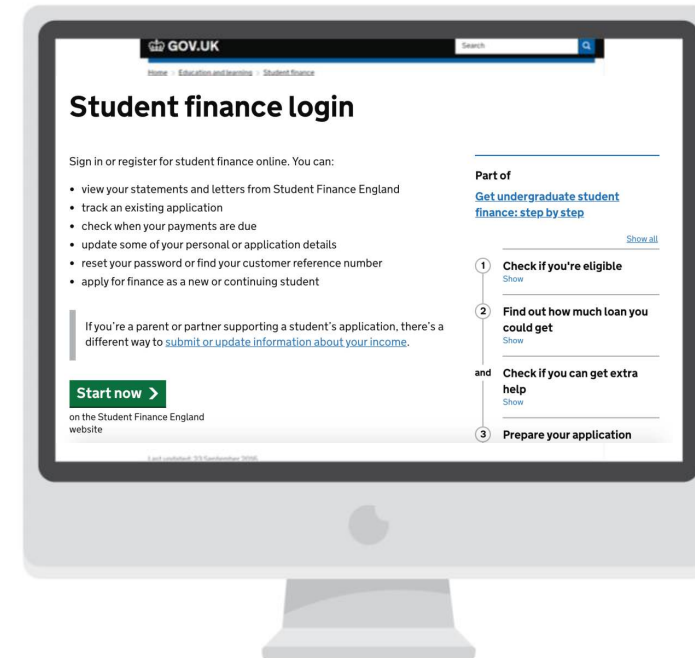 GOV.UK
Search
Home > Education and learning > Student finance
Student finance login
Sign in or register for student finance online. You can:
• view your statements and letters from Student Finance England
• track an existing application
• check when your payments are due
• update some of your personal or application details
• reset your password or find your customer reference number
• apply for finance as a new or continuing student
If you're a parent or partner supporting a student's application, there's a
different way to submit or update information about your income.
Start now
on the Student Finance England
website
Part of
Get undergraduate student
finance: step by step
Show all
1 Check if you're eligible
Show
2 Find out how much loan you
could get
Show
and Check if you can get extra
help
Show
3 Prepare your application